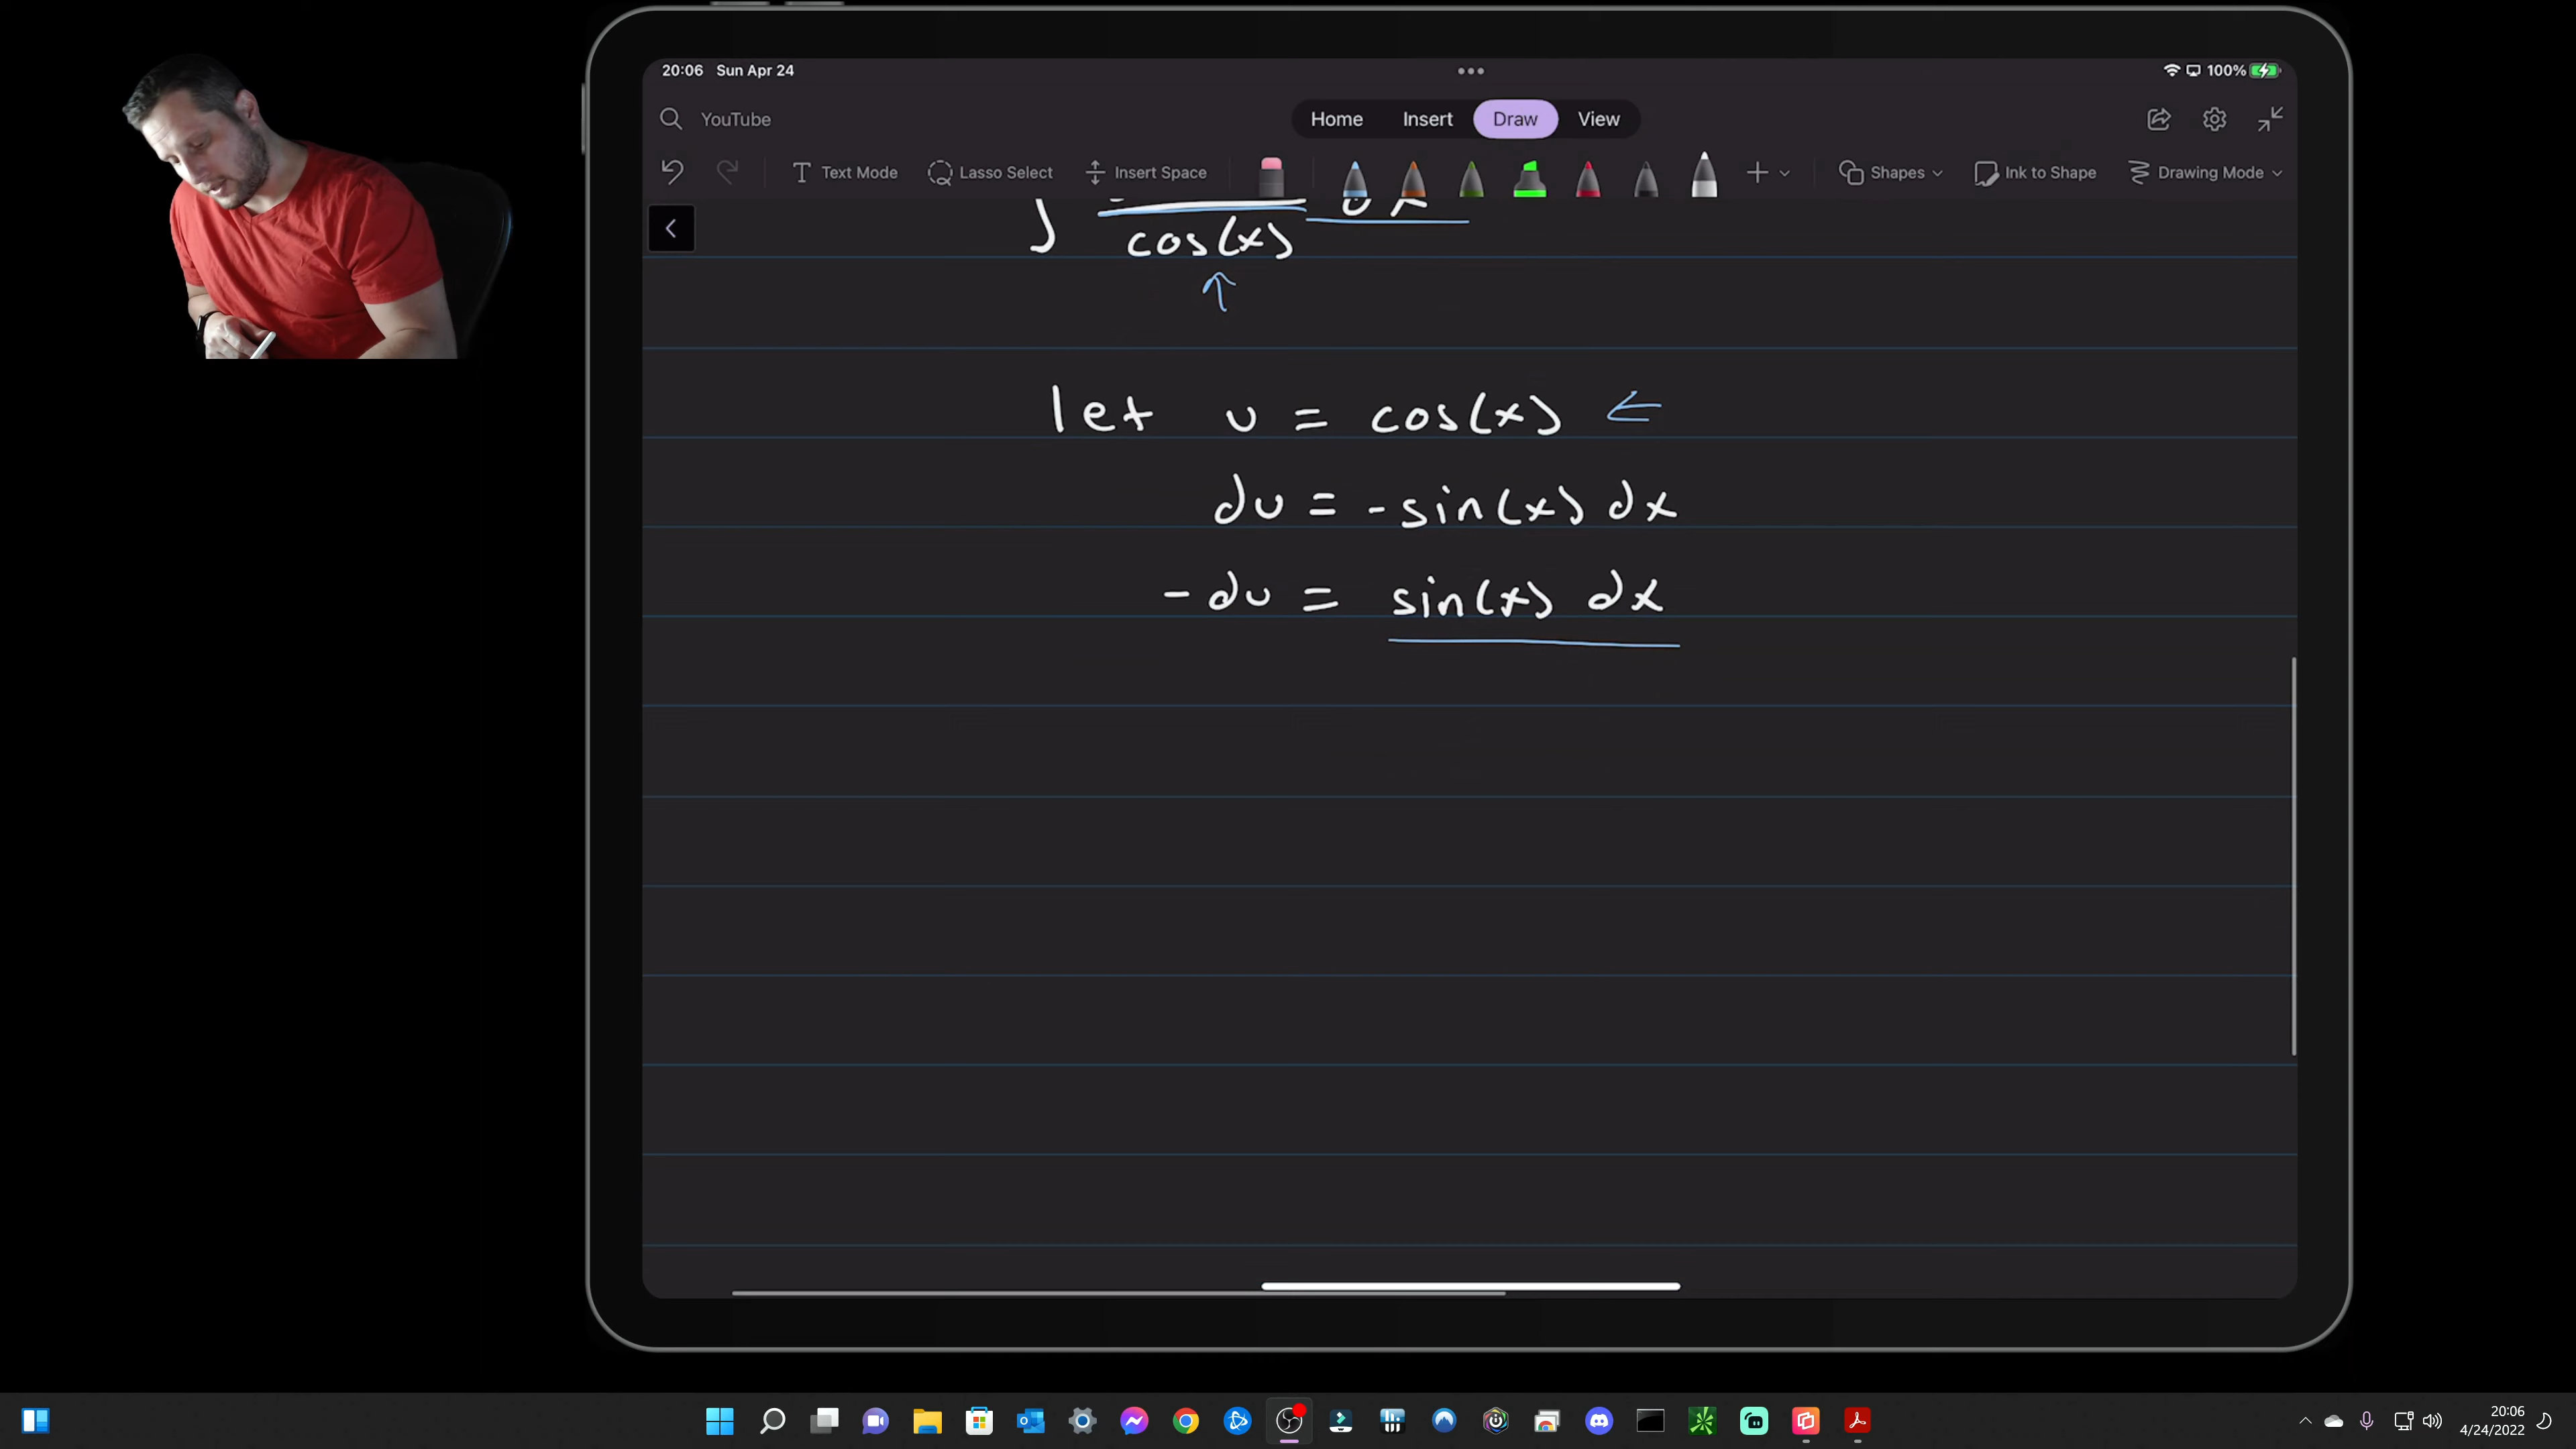 20:06 Sun Apr 24 100%
YouTube Home Insert Draw View
Text Mode Lasso Select Insert Space Shapes Ink to Shape Drawing Mode
∫ dx
cos(x)
let u = cos(x) ←
du = -sin(x) dx
-du = sin(x) dx
20:06
4/24/2022